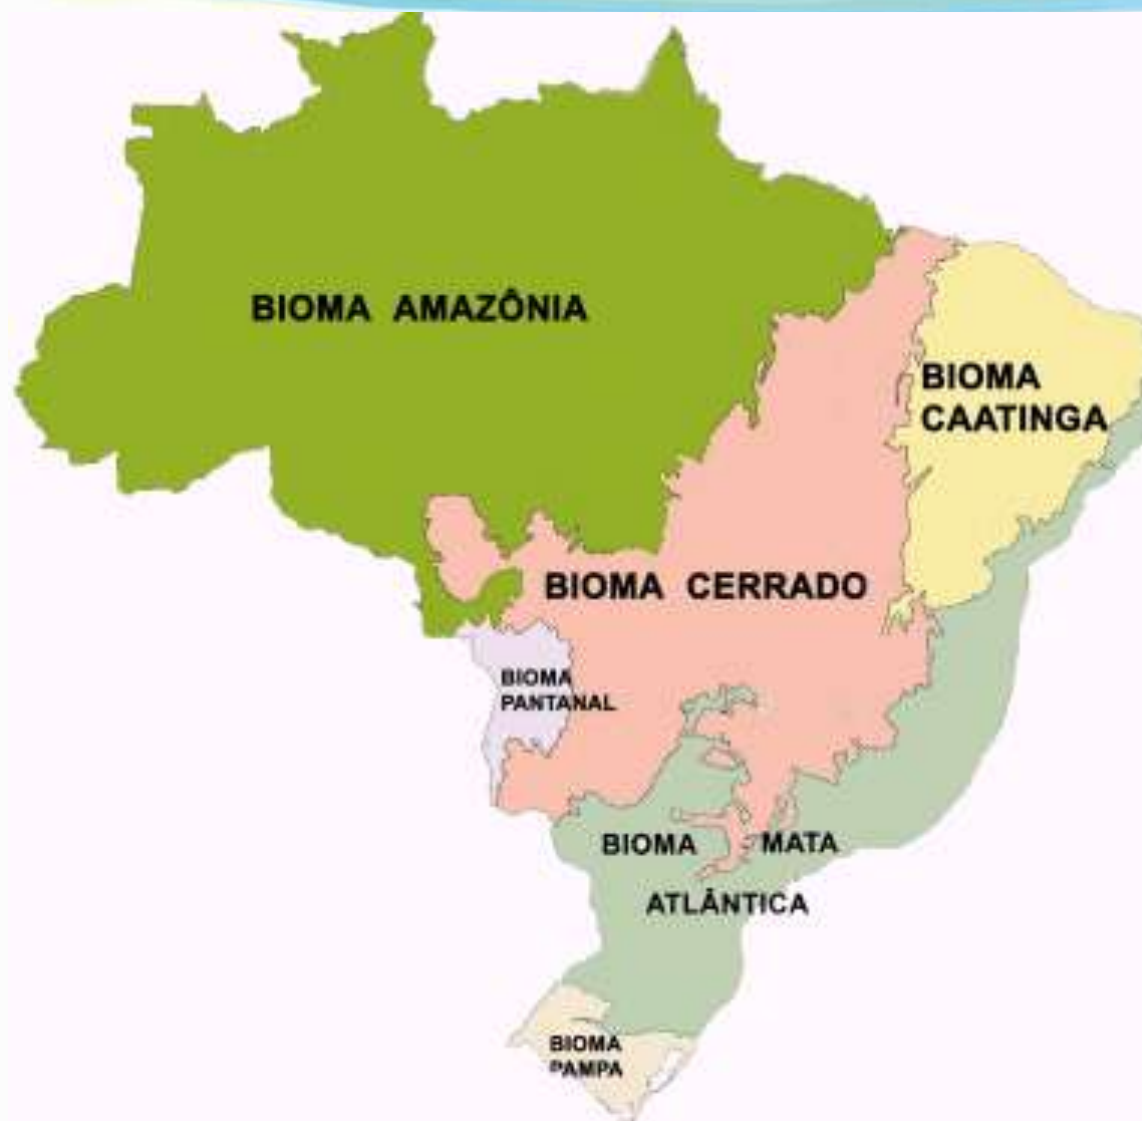 BIOMA AMAZÔNIA
BIOMA
CAATINGA
BIOMA CERRADO
BIOMA
PANTANAL
BIOMA MATA
ATLÂNTICA
BIOMA
PAMPA